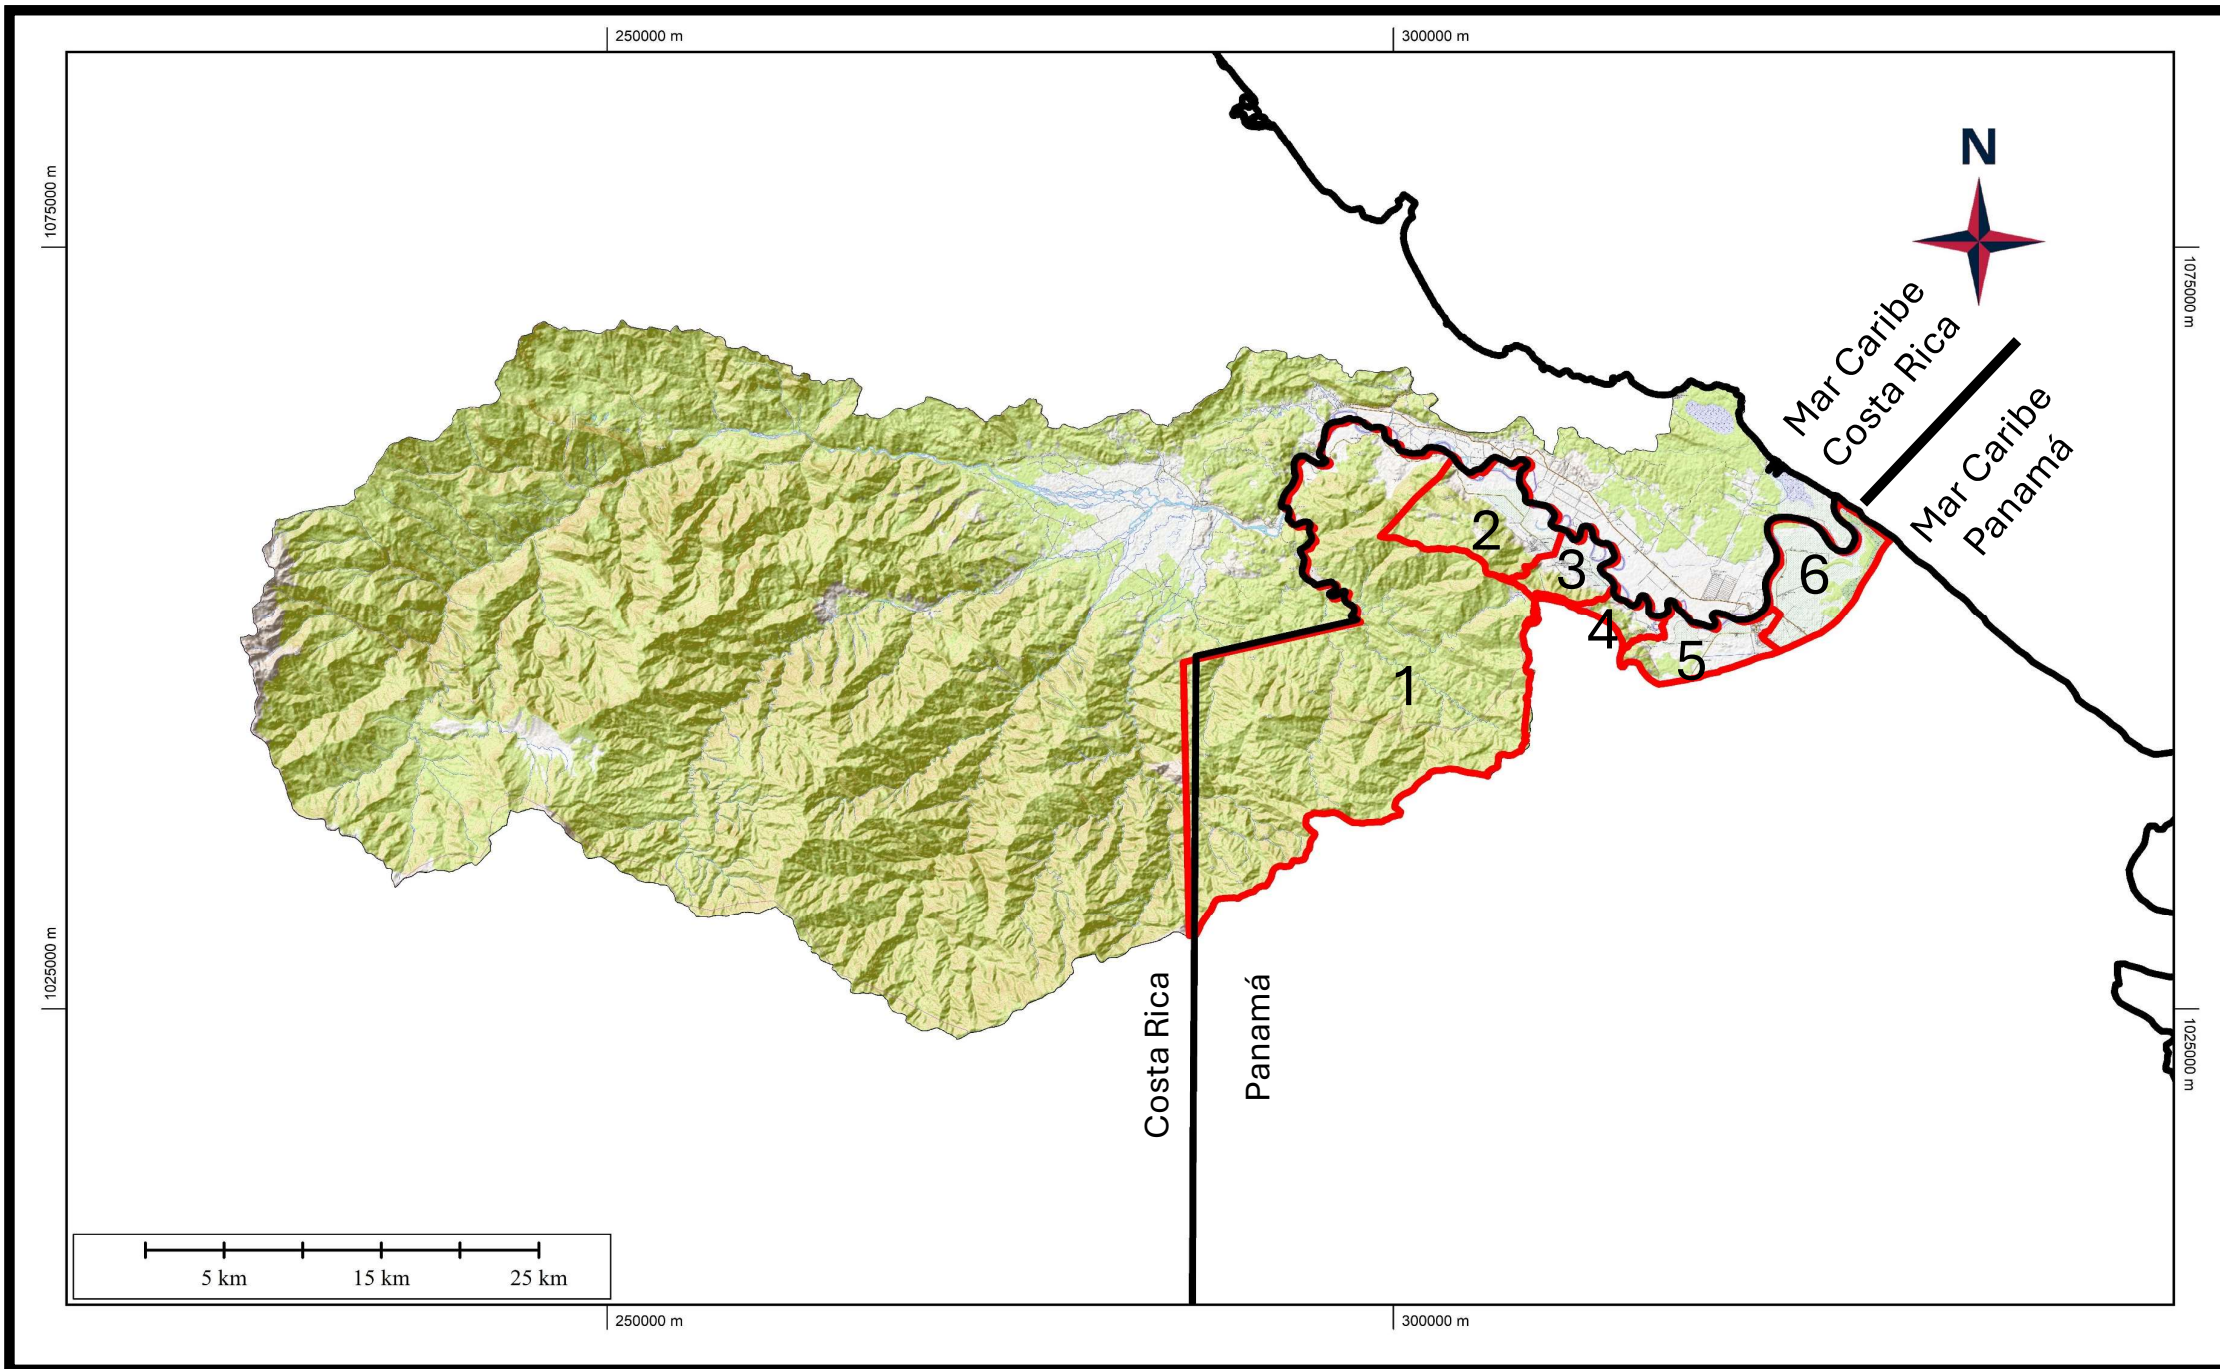 250000 m
300000 m
1075000 m
1075000 m
N
Mar Caribe
Costa Rica
Mar Caribe
Panamá
2
3
6
4
5
1
1025000 m
1025000 m
Costa Rica
Panamá
5 km
15 km
25 km
250000 m
300000 m